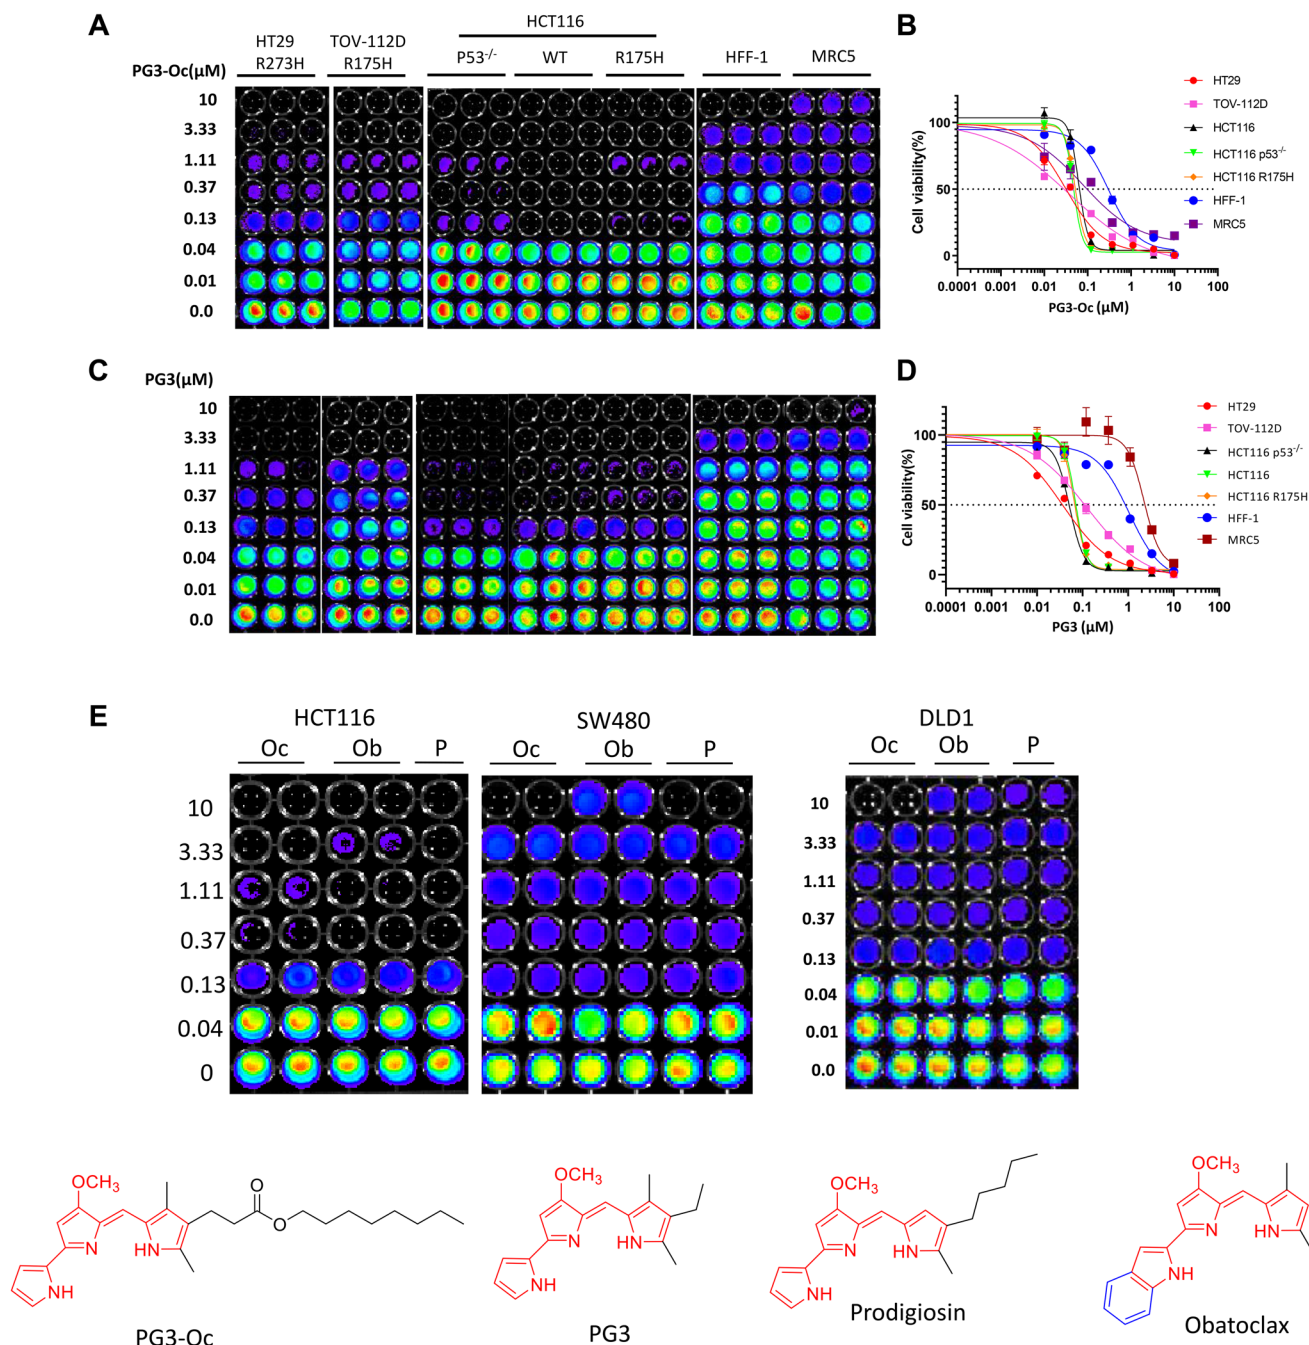 A
HCT116
HT29
R273H
TOV-112D
R175H
P53-/-
WT
R175H
HFF-1
MRC5
PG3-Oc(µM)
10
3.33
1.11
0.37
0.13
0.04
0.01
0.0
B
Cell viability(%)
100
50
0
0.0001
0.001
0.01
0.1
1
10
100
PG3-Oc (µM)
HT29
TOV-112D
HCT116
HCT116 p53-/-
HCT116 R175H
HFF-1
MRC5
C
PG3(µM)
10
3.33
1.11
0.37
0.13
0.04
0.01
0.0
D
Cell viability(%)
100
50
0
0.0001
0.001
0.01
0.1
1
10
100
PG3 (µM)
HT29
TOV-112D
HCT116 p53-/-
HCT116
HCT116 R175H
HFF-1
MRC5
E
HCT116
Oc Ob P
10
3.33
1.11
0.37
0.13
0.04
0
SW480
Oc Ob P
DLD1
Oc Ob P
10
3.33
1.11
0.37
0.13
0.04
0.01
0.0
OCH3
N
HN
NH
O
O
PG3-Oc
OCH3
N
HN
NH
PG3
OCH3
N
HN
NH
Prodigiosin
OCH3
N
HN
NH
Obatoclax